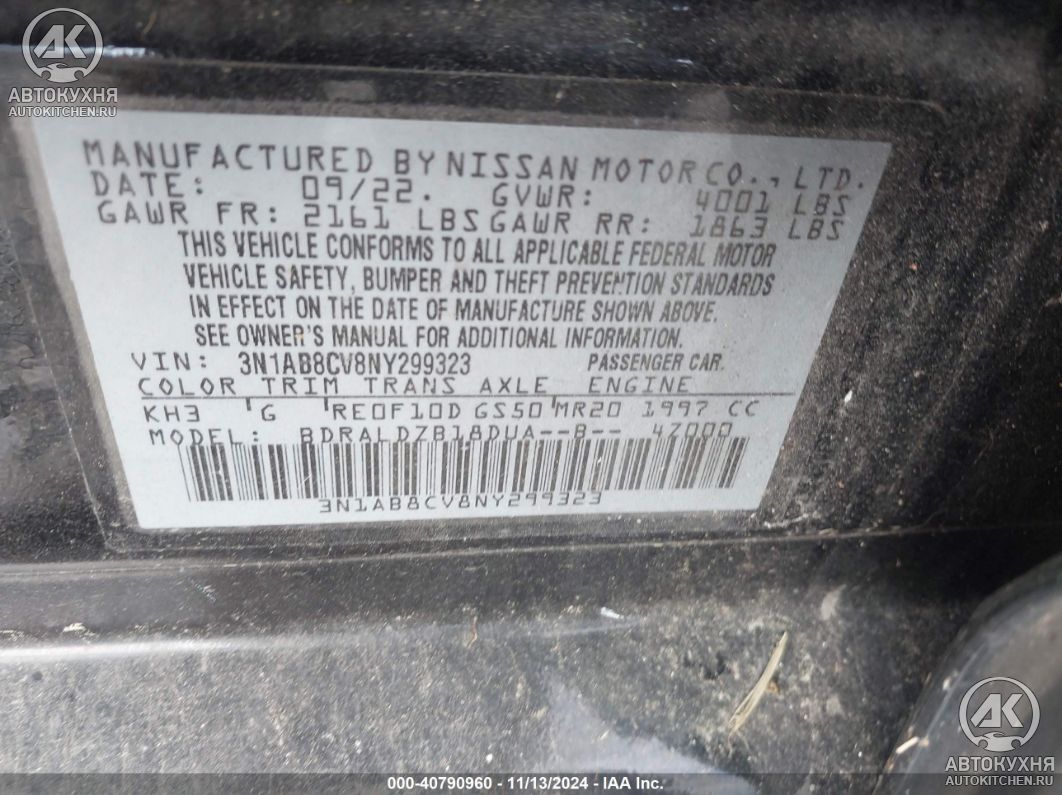 AK
АВТОКУХНЯ
AUTOKITCHEN.RU
MANUFACTURED BY NISSAN MOTOR CO., LTD.
DATE: 09/22. GVWR: 4001 LBS
GAWR FR: 2161 LBS GAWR RR: 1863 LBS
THIS VEHICLE CONFORMS TO ALL APPLICABLE FEDERAL MOTOR
VEHICLE SAFETY, BUMPER AND THEFT PREVENTION STANDARDS
IN EFFECT ON THE DATE OF MANUFACTURE SHOWN ABOVE.
SEE OWNER'S MANUAL FOR ADDITIONAL INFORMATION.
VIN: 3N1AB8CV8NY299323 PASSENGER CAR.
COLOR TRIM TRANS AXLE ENGINE
KH3 G RE0F10D GS50 MR20 1997 CC
MODEL: BDRALDZB18DUA--B-- 47000
3N1AB8CV8NY299323
AK
АВТОКУХНЯ
AUTOKITCHEN.RU
000-40790960 - 11/13/2024 - IAA Inc.